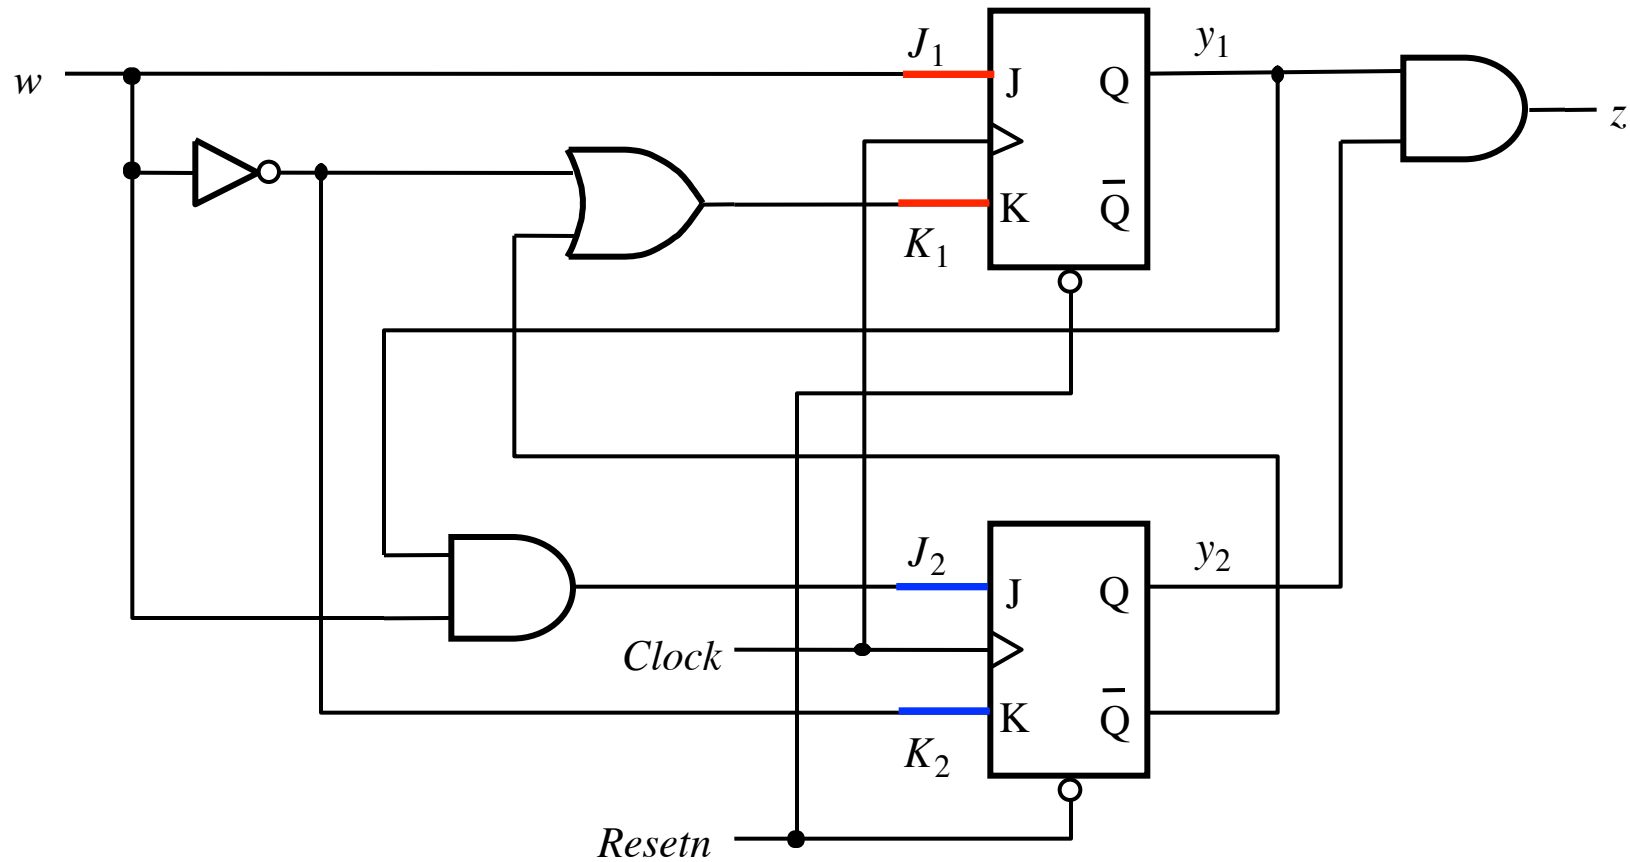 J₁
y₁
w
J
Q
z
K
Q̅
K₁
J₂
y₂
J
Q
Clock
K
Q̅
K₂
Resetn